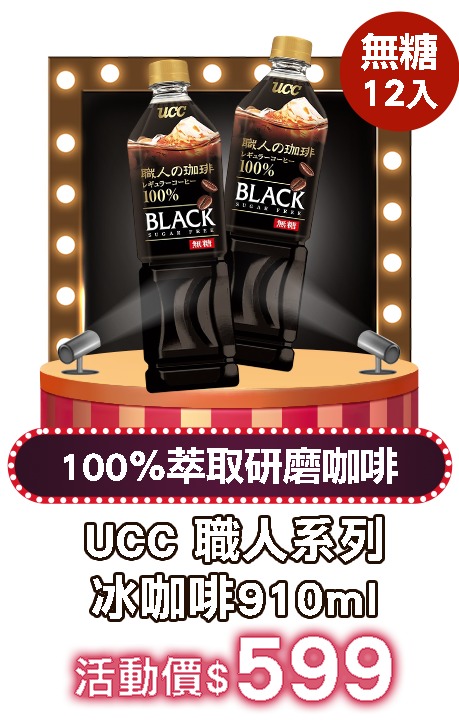 無糖
12入
ucc
職人の珈琲
レギュラーコーヒー
100%
BLACK
SUGAR FREE
無糖
ucc
職人の珈琲
レギュラーコーヒー
100%
BLACK
SUGAR FREE
無糖
100%萃取研磨咖啡
UCC 職人系列
冰咖啡910ml
活動價$599